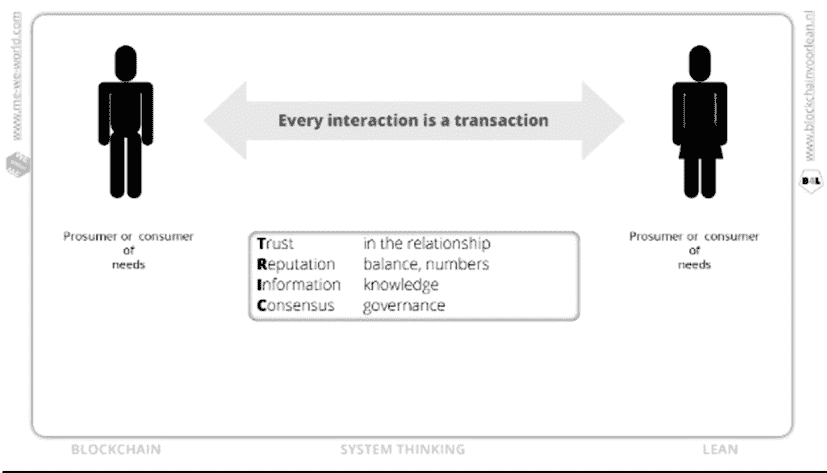 www.me-we-world.com
www.blockchainvoorlean.nl
B4L
Every interaction is a transaction
Prosumer or consumer
of
needs
Prosumer or consumer
of
needs
Trust in the relationship
Reputation balance, numbers
Information knowledge
Consensus governance
BLOCKCHAIN SYSTEM THINKING LEAN